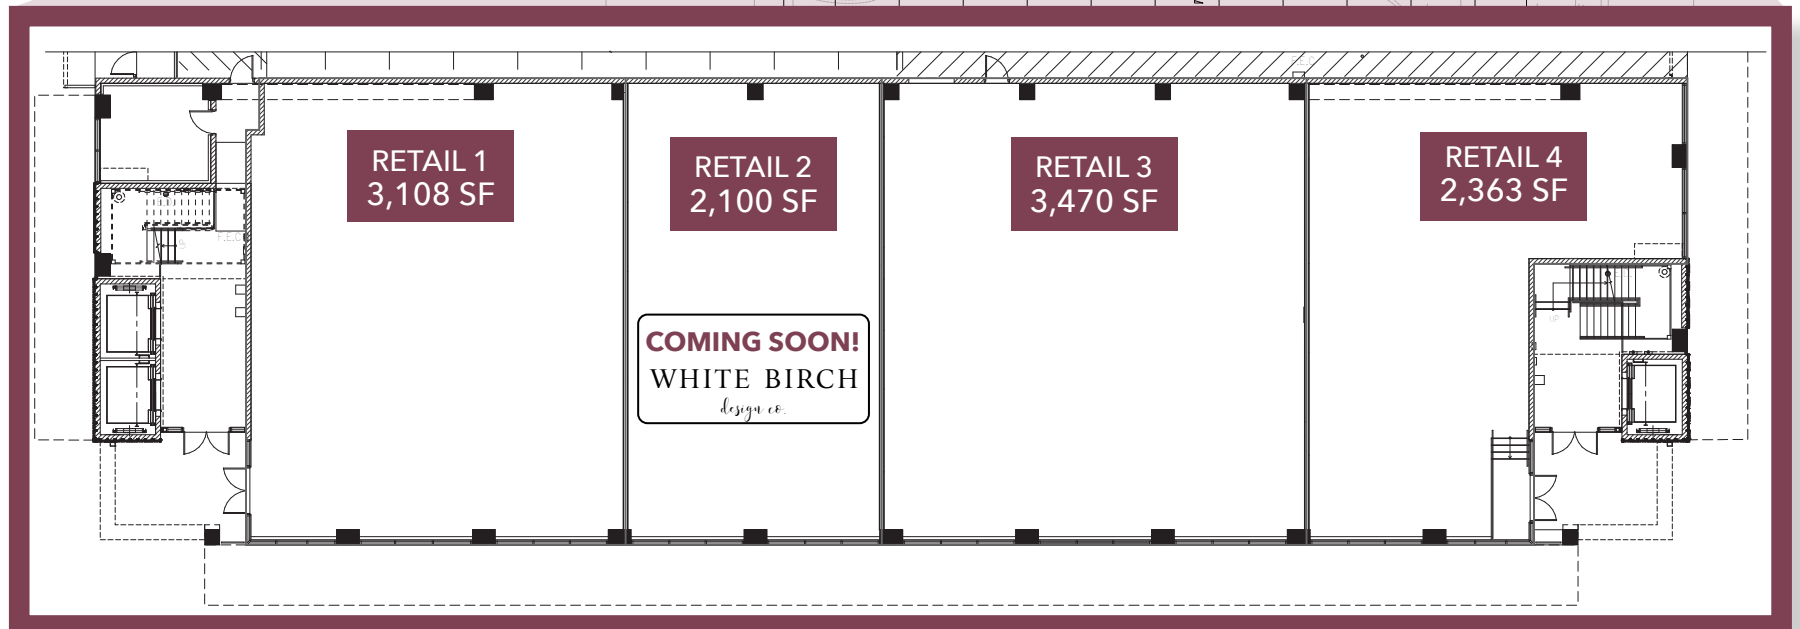 RETAIL 1
3,108 SF
RETAIL 2
2,100 SF
RETAIL 3
3,470 SF
RETAIL 4
2,363 SF
COMING SOON!
WHITE BIRCH
design co.
F.E.C
F.E.C